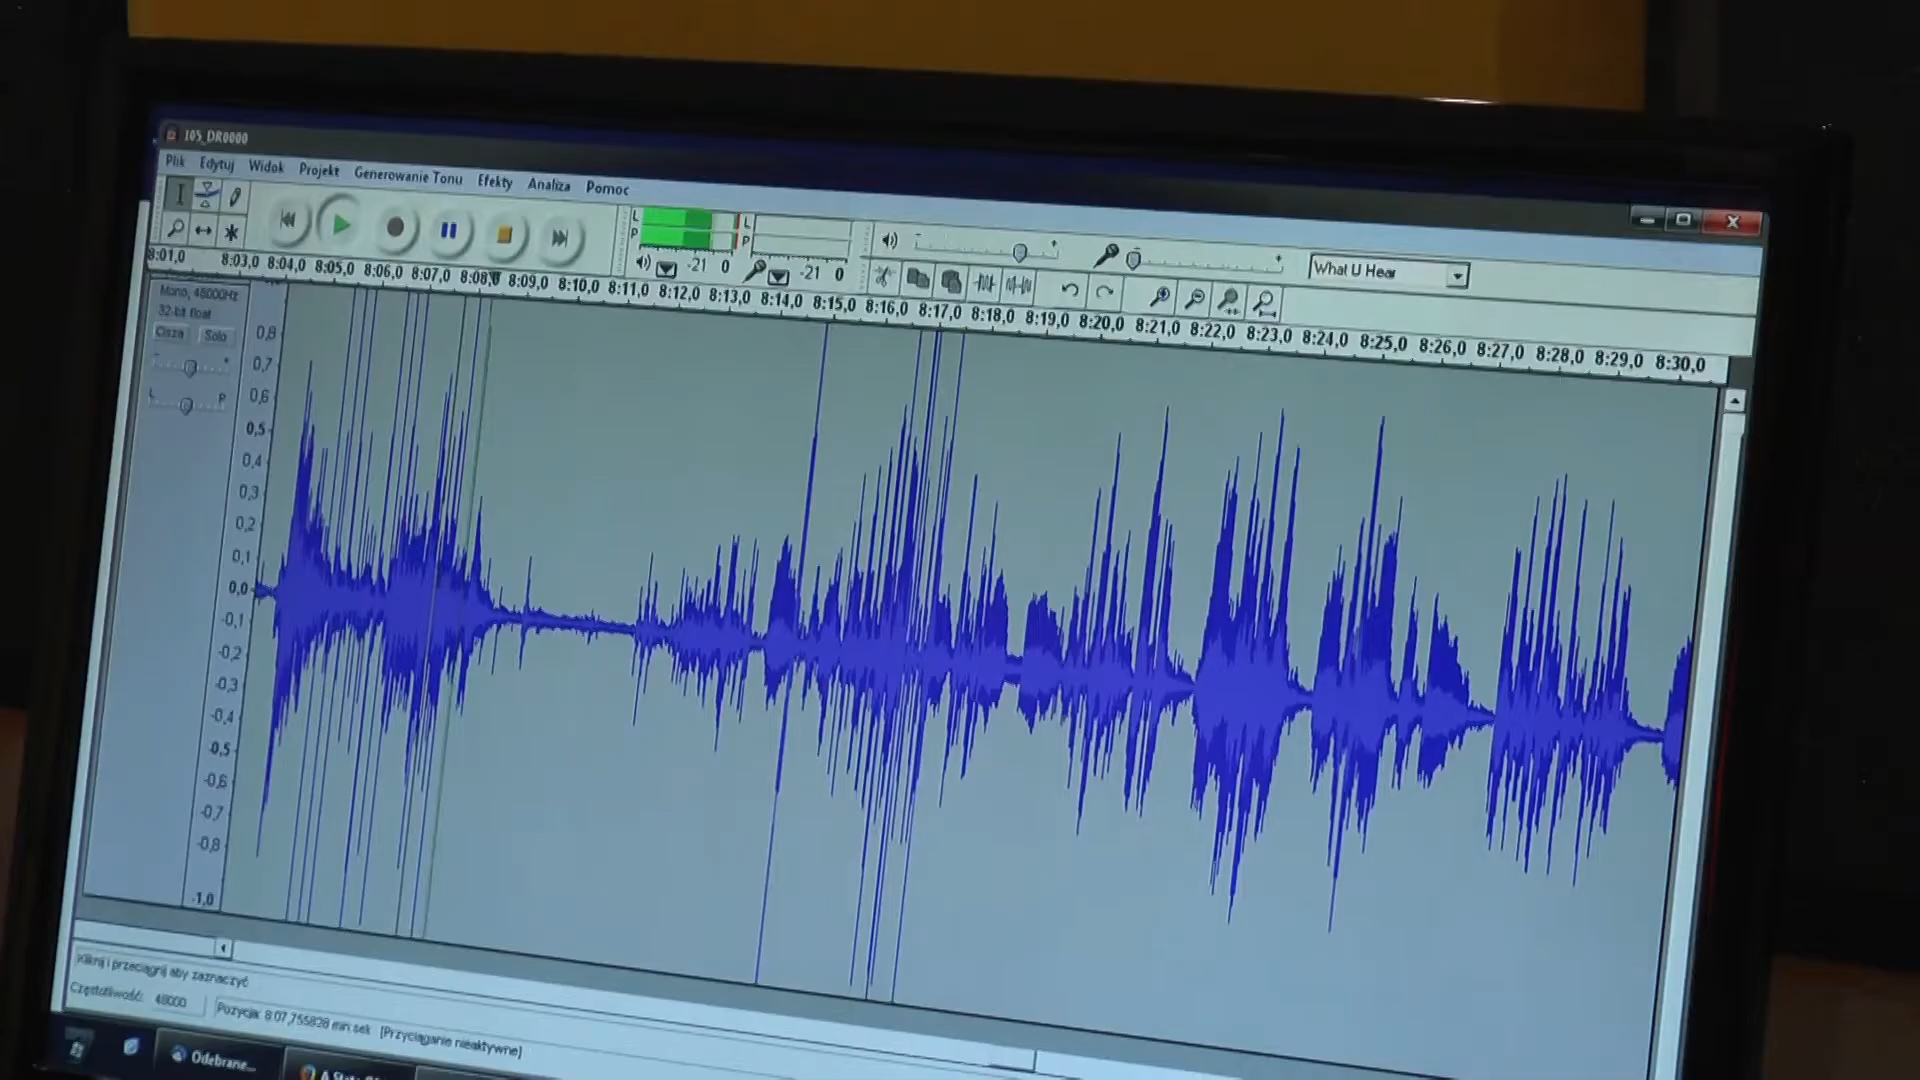 105_DR0000
Plik Edytuj Widok Projekt Generowanie Tonu Efekty Analiza Pomoc
L
P
-21 0
L
P
-21 0
What U Hear
8:01,0 8:03,0 8:04,0 8:05,0 8:06,0 8:07,0 8:08,0 8:09,0 8:10,0 8:11,0 8:12,0 8:13,0 8:14,0 8:15,0 8:16,0 8:17,0 8:18,0 8:19,0 8:20,0 8:21,0 8:22,0 8:23,0 8:24,0 8:25,0 8:26,0 8:27,0 8:28,0 8:29,0 8:30,0
Mono, 48000Hz
32-bit float
Cisza Solo
L P
0,8
0,7
0,6
0,5
0,4
0,3
0,2
0,1
0,0
-0,1
-0,2
-0,3
-0,4
-0,5
-0,6
-0,7
-0,8
-1,0
Kliknij i przeciągnij aby zaznaczyć
Częstotliwość: 48000 Pozycja: 8:07,755828 min:sek [Przyciąganie nieaktywne]
Odebrane...